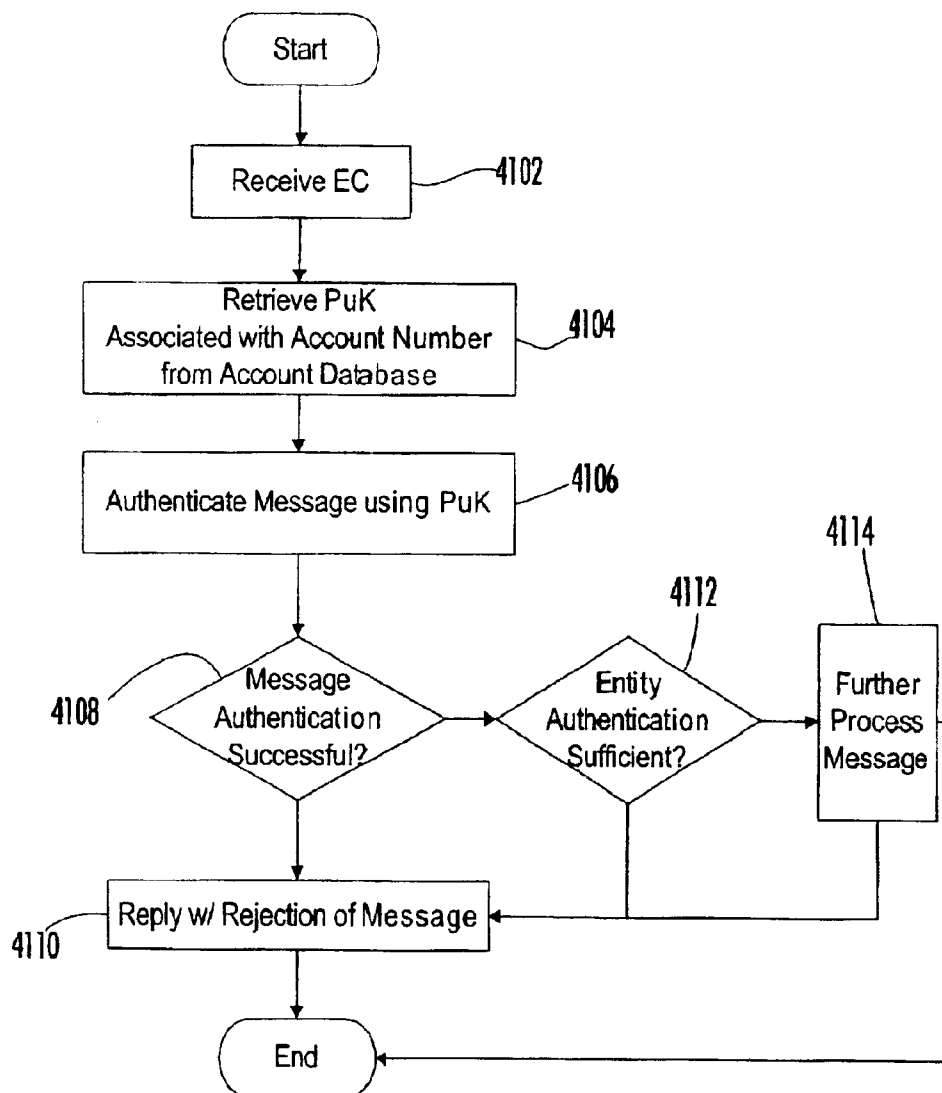 Start
Receive EC
4102
Retrieve PuK
Associated with Account Number
from Account Database
4104
Authenticate Message using PuK
4106
Message
Authentication
Successful?
4108
Entity
Authentication
Sufficient?
4112
Further
Process
Message
4114
Reply w/ Rejection of Message
4110
End